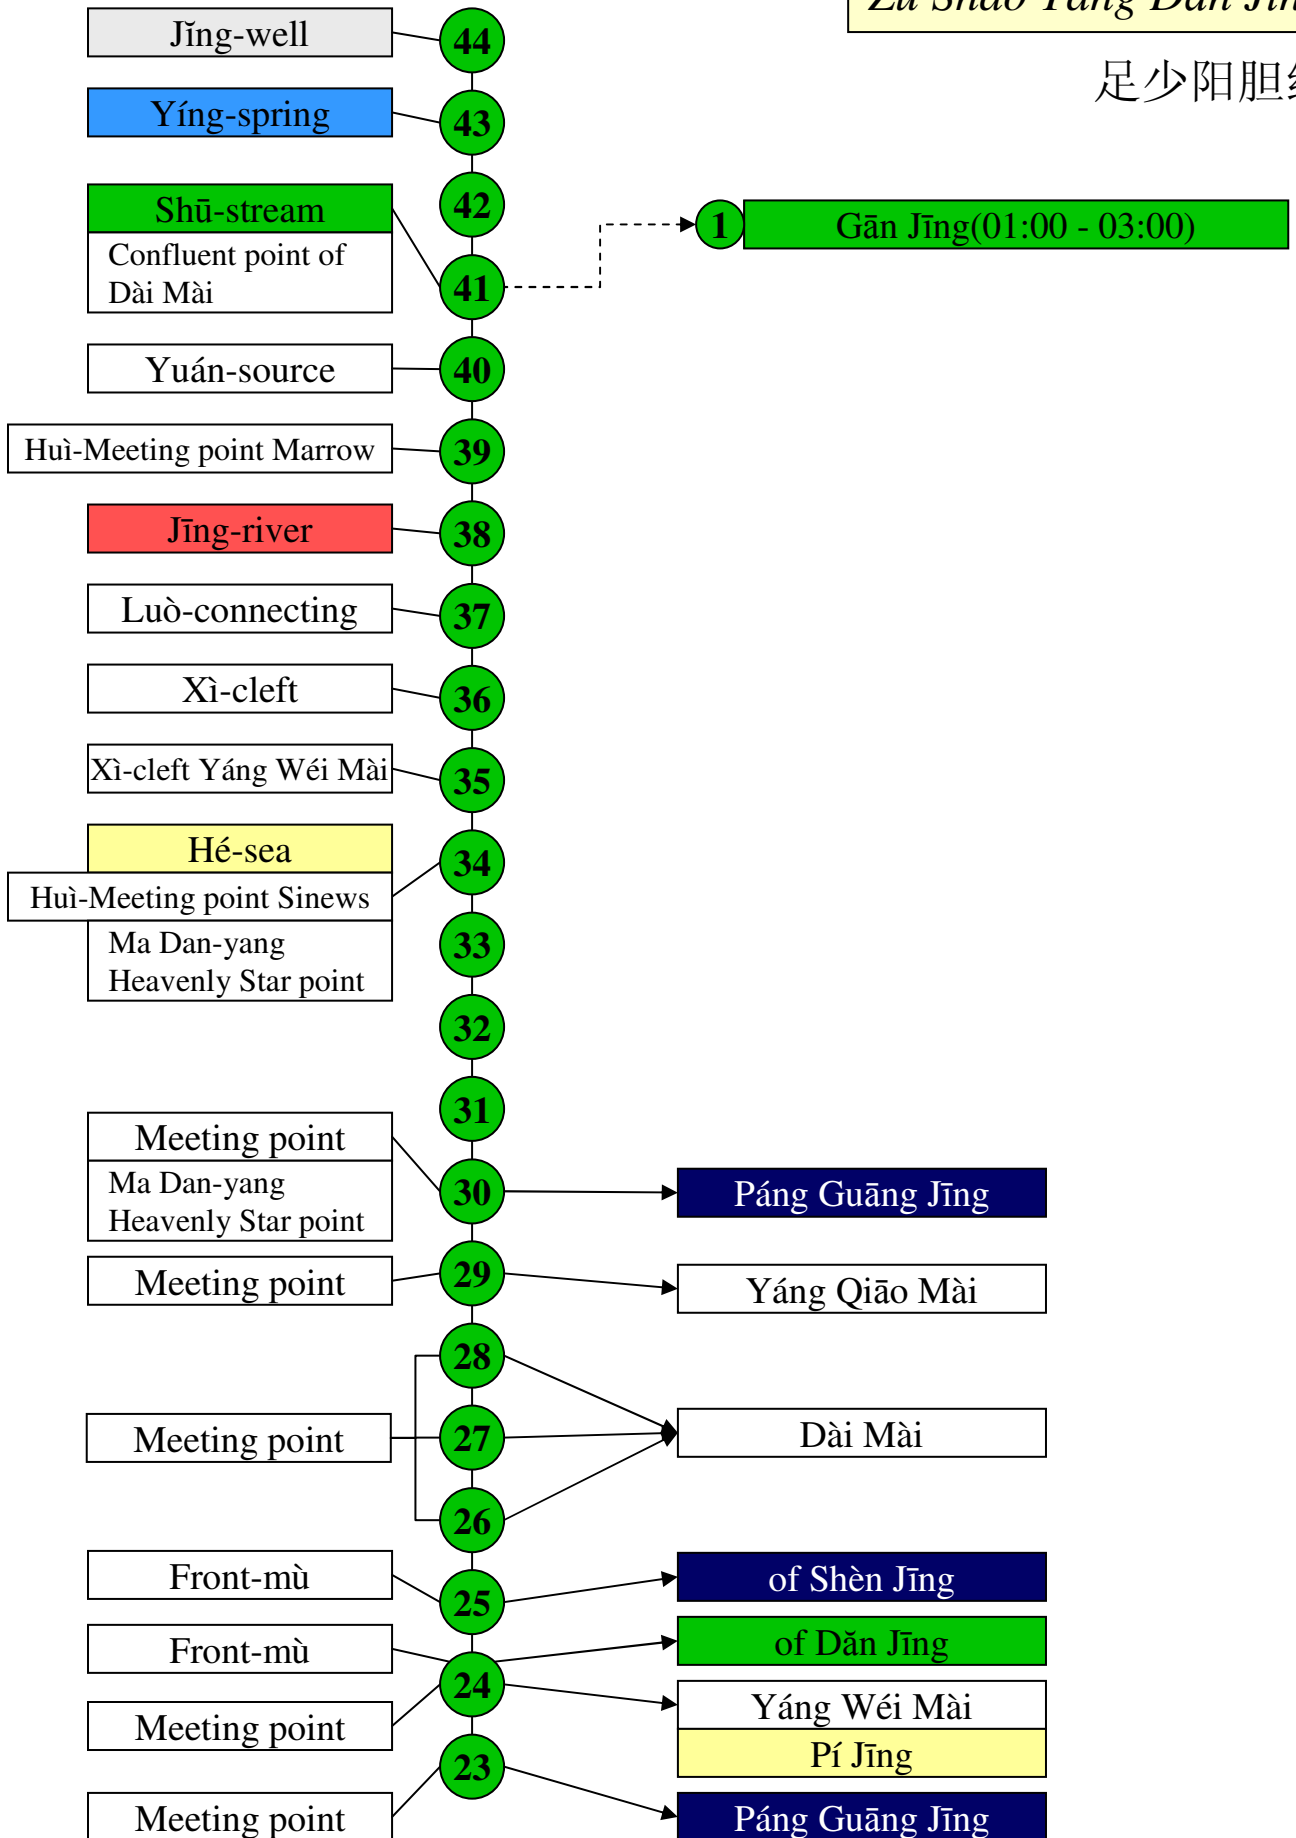 Zú Shào Yáng Dǎn Jīn
足少阳胆
Jǐng-well
44
Yíng-spring
43
42
Shū-stream
Confluent point of
Dài Mài
41
1
Gān Jīng(01:00 - 03:00)
Yuán-source
40
Huì-Meeting point Marrow
39
Jīng-river
38
Luò-connecting
37
Xì-cleft
36
Xì-cleft Yáng Wéi Mài
35
Hé-sea
Huì-Meeting point Sinews
Ma Dan-yang
Heavenly Star point
34
33
32
31
Meeting point
Ma Dan-yang
Heavenly Star point
30
Páng Guāng Jīng
Meeting point
29
Yáng Qiāo Mài
28
Meeting point
27
Dài Mài
26
Front-mù
25
of Shèn Jīng
Front-mù
of Dăn Jīng
24
Meeting point
Yáng Wéi Mài
Pí Jīng
23
Meeting point
Páng Guāng Jīng